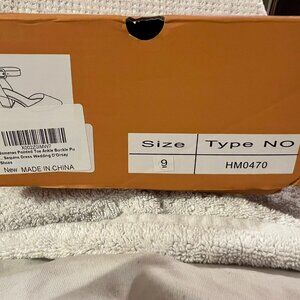 Pointed Toe Ankle Buckle Pu
Sequins Dress Wedding D'Orsay
Shoes
New MADE IN CHINA
Size
Type NO
9
HM0470